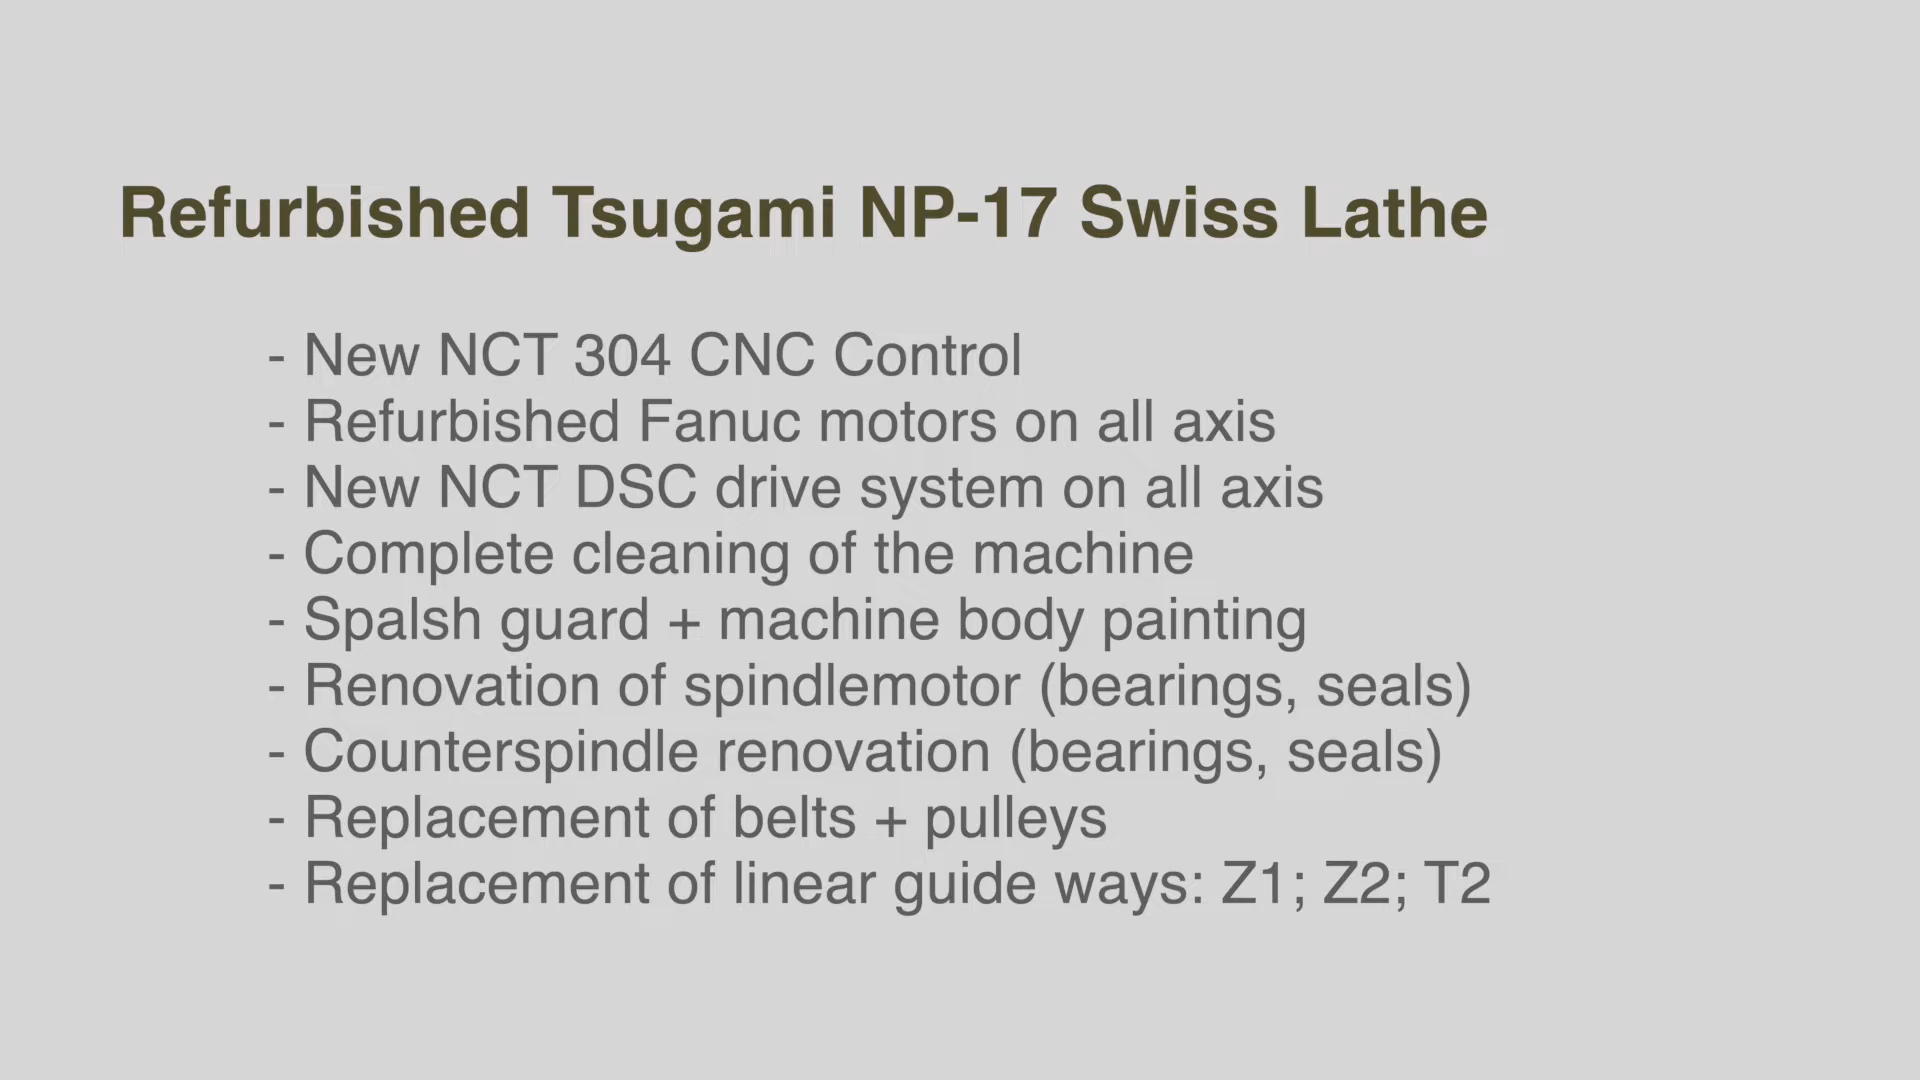 Refurbished Tsugami NP-17 Swiss Lathe
- New NCT 304 CNC Control
- Refurbished Fanuc motors on all axis
- New NCT DSC drive system on all axis
- Complete cleaning of the machine
- Spalsh guard + machine body painting
- Renovation of spindlemotor (bearings, seals)
- Counterspindle renovation (bearings, seals)
- Replacement of belts + pulleys
- Replacement of linear guide ways: Z1; Z2; T2